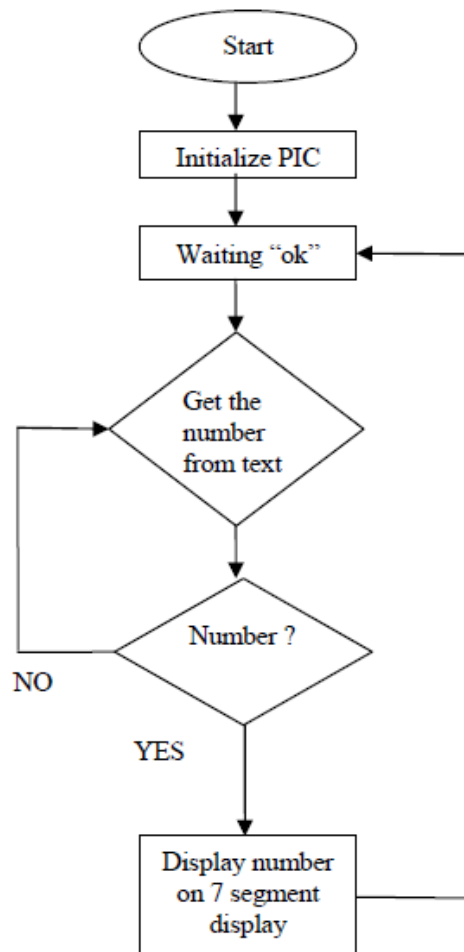 Start
Initialize PIC
Waiting “ok”
Get the
number
from text
Number ?
NO
YES
Display number
on 7 segment
display